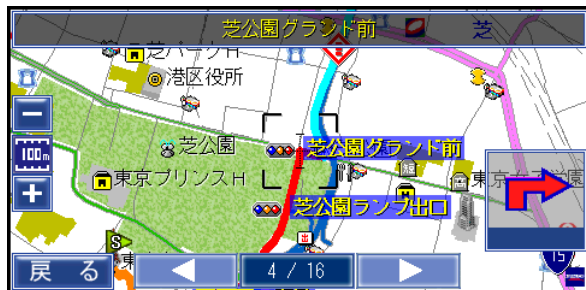 芝公園グランド前
芝
芝パークH
港区役所
100m
芝公園
芝公園グランド前
東京プリンスH
芝公園ランプ出口
S
出
15
戻 る
4 / 16